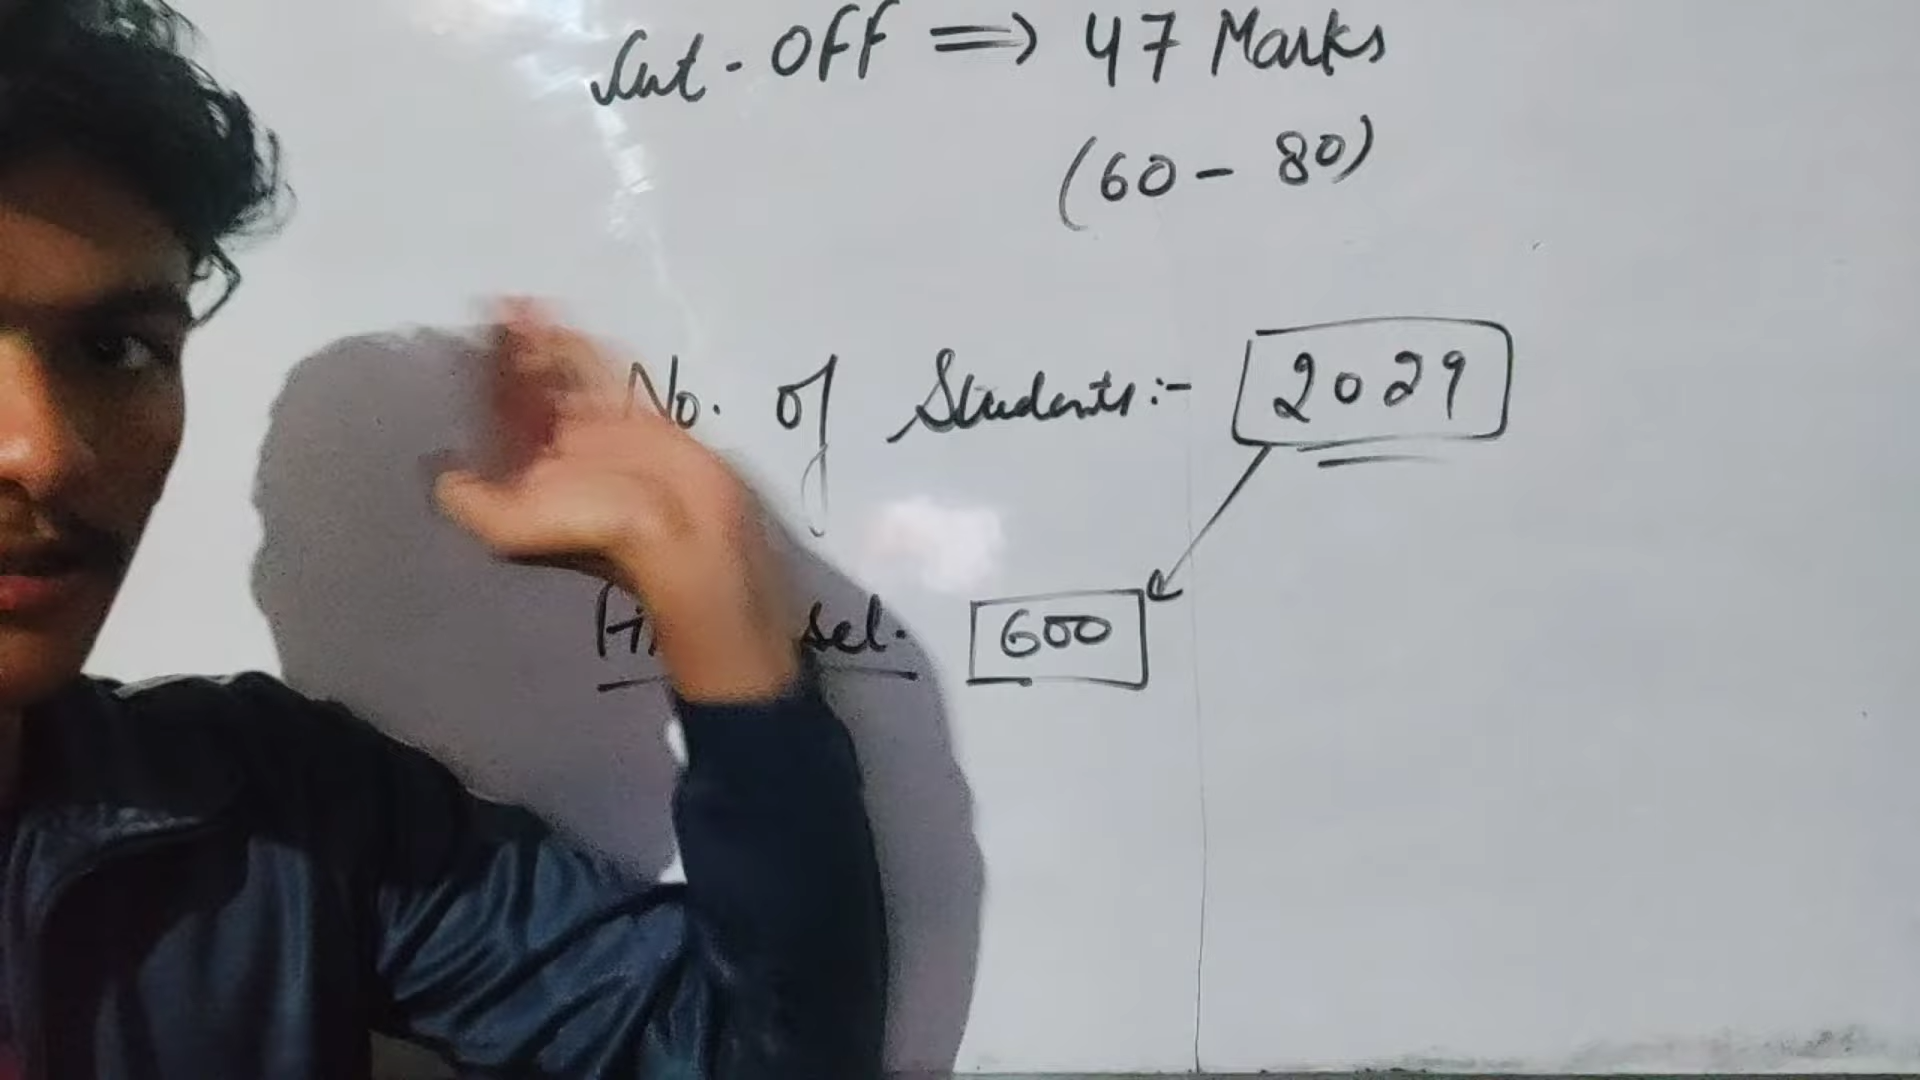 Cut-Off ⇒ 47 Marks
(60-80)
No. of Students:- 2029
sel. 600